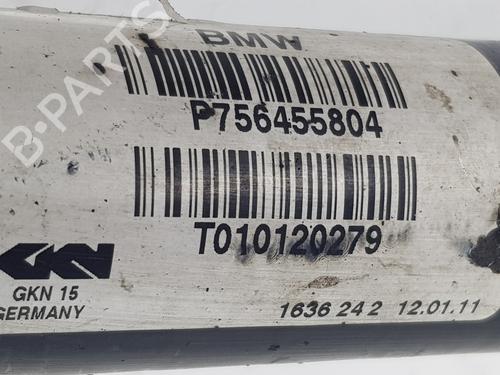 BMW
P756455804
T010120279
GKN
GKN 15
GERMANY
1636 24 2 12.01.11
B-PARTS